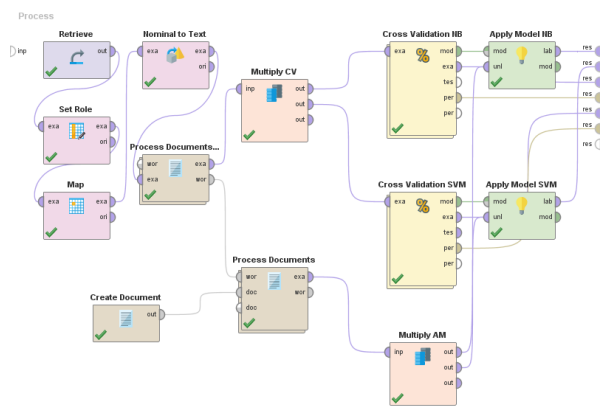 Process
inp
Retrieve
out
Nominal to Text
exa exa
ori
Set Role
exa exa
ori
Map
exa exa
ori
Process Documents...
wor exa
exa wor
Multiply CV
inp out
out
out
Cross Validation NB
exa mod
exa
tes
per
per
Apply Model NB
mod lab
unl mod
res
res
res
res
res
res
Cross Validation SVM
exa mod
exa
tes
per
per
Apply Model SVM
mod lab
unl mod
Create Document
out
Process Documents
wor exa
doc wor
doc
Multiply AM
inp out
out
out